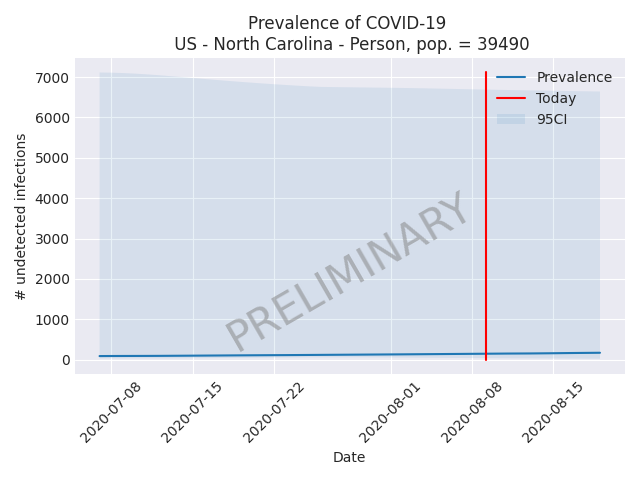 Prevalence of COVID-19
US - North Carolina - Person, pop. = 39490
7000
6000
5000
4000
3000
2000
1000
0
# undetected infections
Prevalence
Today
95CI
PRELIMINARY
2020-07-08
2020-07-15
2020-07-22
2020-08-01
2020-08-08
2020-08-15
Date